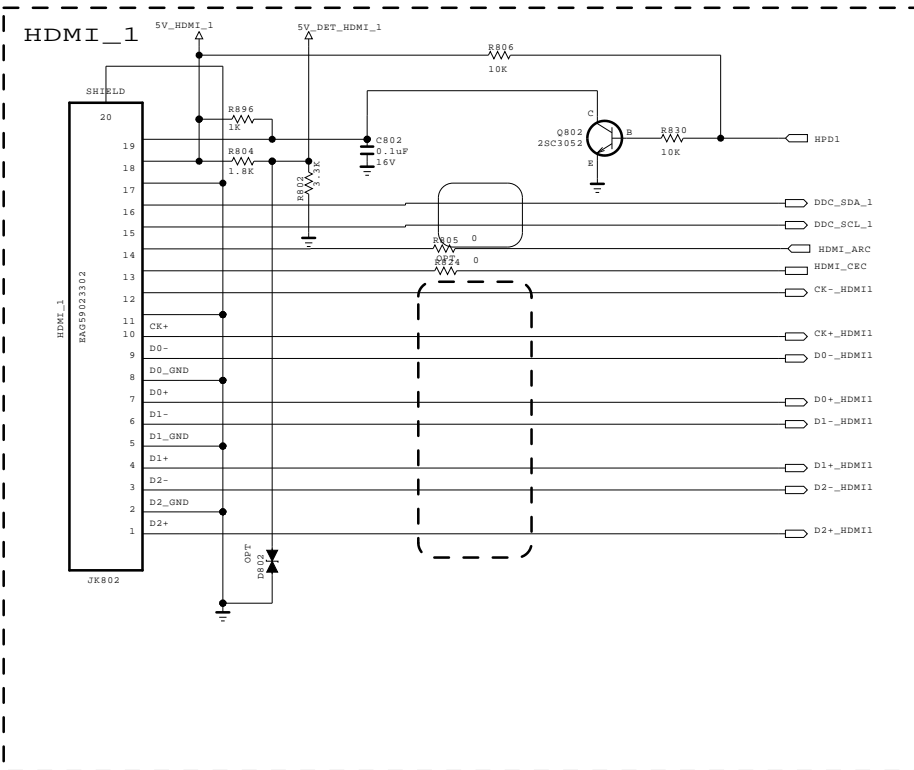 HDMI_1
5V_HDMI_1
5V_DET_HDMI_1
R806
10K
SHIELD
20
R896
1K
C802
0.1uF
16V
C
Q802
2SC3052
B
E
R830
10K
HPD1
19
R804
1.8K
R802
3.3K
18
17
16
DDC_SDA_1
15
DDC_SCL_1
14
R805
0
OPT
HDMI_ARC
13
R824
0
HDMI_CEC
12
CK-_HDMI1
HDMI_1
EAG59023302
11
CK+
10
CK+_HDMI1
D0-
9
D0-_HDMI1
D0_GND
8
D0+
7
D0+_HDMI1
D1-
6
D1-_HDMI1
D1_GND
5
D1+
4
D1+_HDMI1
D2-
3
D2-_HDMI1
D2_GND
2
D2+
1
D2+_HDMI1
OPT
D802
JK802